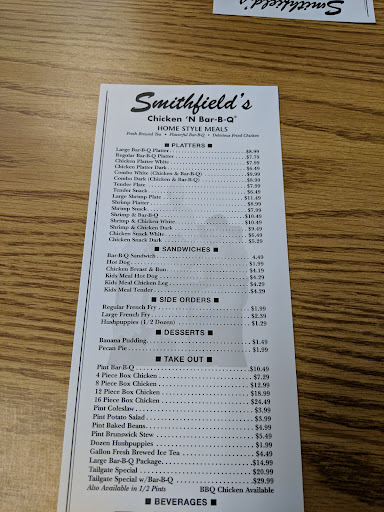 Smithfield's
Smithfield's
Chicken 'N Bar-B-Q®
HOME STYLE MEALS
Fresh Brewed Tea • Flavorful Bar-B-Q • Delicious Fried Chicken
■ PLATTERS ■
Large Bar-B-Q Platter $8.99
Regular Bar-B-Q Platter $7.79
Chicken Platter White $7.99
Chicken Platter Dark $6.49
Combo White (Chicken & Bar-B-Q) $8.99
Combo Dark (Chicken & Bar-B-Q)
Tender Plate $7.99
Tender Snack $6.49
Large Shrimp Plate $11.49
Shrimp Platter $8.99
Shrimp Snack $7.99
Shrimp & Bar-B-Q $10.49
Shrimp & Chicken White $10.49
Shrimp & Chicken Dark $9.49
Chicken Snack White $6.49
Chicken Snack Dark $5.29
■ SANDWICHES ■
Bar-B-Q Sandwich 4.49
Hot Dog $1.99
Chicken Breast & Bun $4.19
Kids Meal Hot Dog $4.29
Kids Meal Chicken Leg $4.29
Kids Meal Tender $4.29
■ SIDE ORDERS ■
Regular French Fry $1.99
Large French Fry $2.39
Hushpuppies (1/2 Dozen) $1.29
■ DESSERTS ■
Banana Pudding $1.49
Pecan Pie $1.99
■ TAKE OUT ■
Pint Bar-B-Q $10.49
4 Piece Box Chicken $7.29
8 Piece Box Chicken $12.99
12 Piece Box Chicken $18.99
16 Piece Box Chicken $24.49
Pint Coleslaw $3.99
Pint Potato Salad $3.99
Pint Baked Beans $4.99
Pint Brunswick Stew $5.49
Dozen Hushpuppies $1.99
Gallon Fresh Brewed Ice Tea $4.49
Large Bar-B-Q Package $14.99
Tailgate Special $20.99
Tailgate Special w/Bar-B-Q $29.99
Also Available in 1/2 Pints BBQ Chicken Available
■ BEVERAGES ■